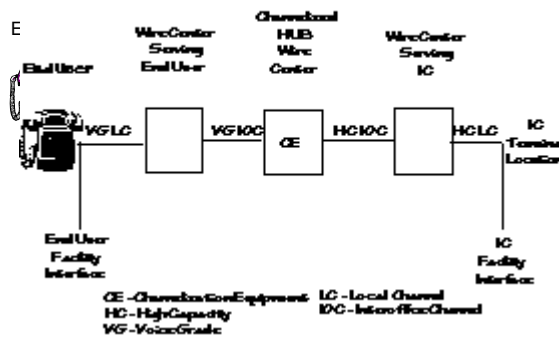 E
Wire Center
Serving
End User
Channelized
HUB
Wire
Center
Wire Center
Serving
IC
End User
VG LC
VG IOC
CE
HC IOC
HC LC
IC
Terminal
Location
End User
Facility
Interface
IC
Facility
Interface
CE - Channelization Equipment
HC - High Capacity
VG - Voice Grade
LC - Local Channel
IOC - Interoffice Channel